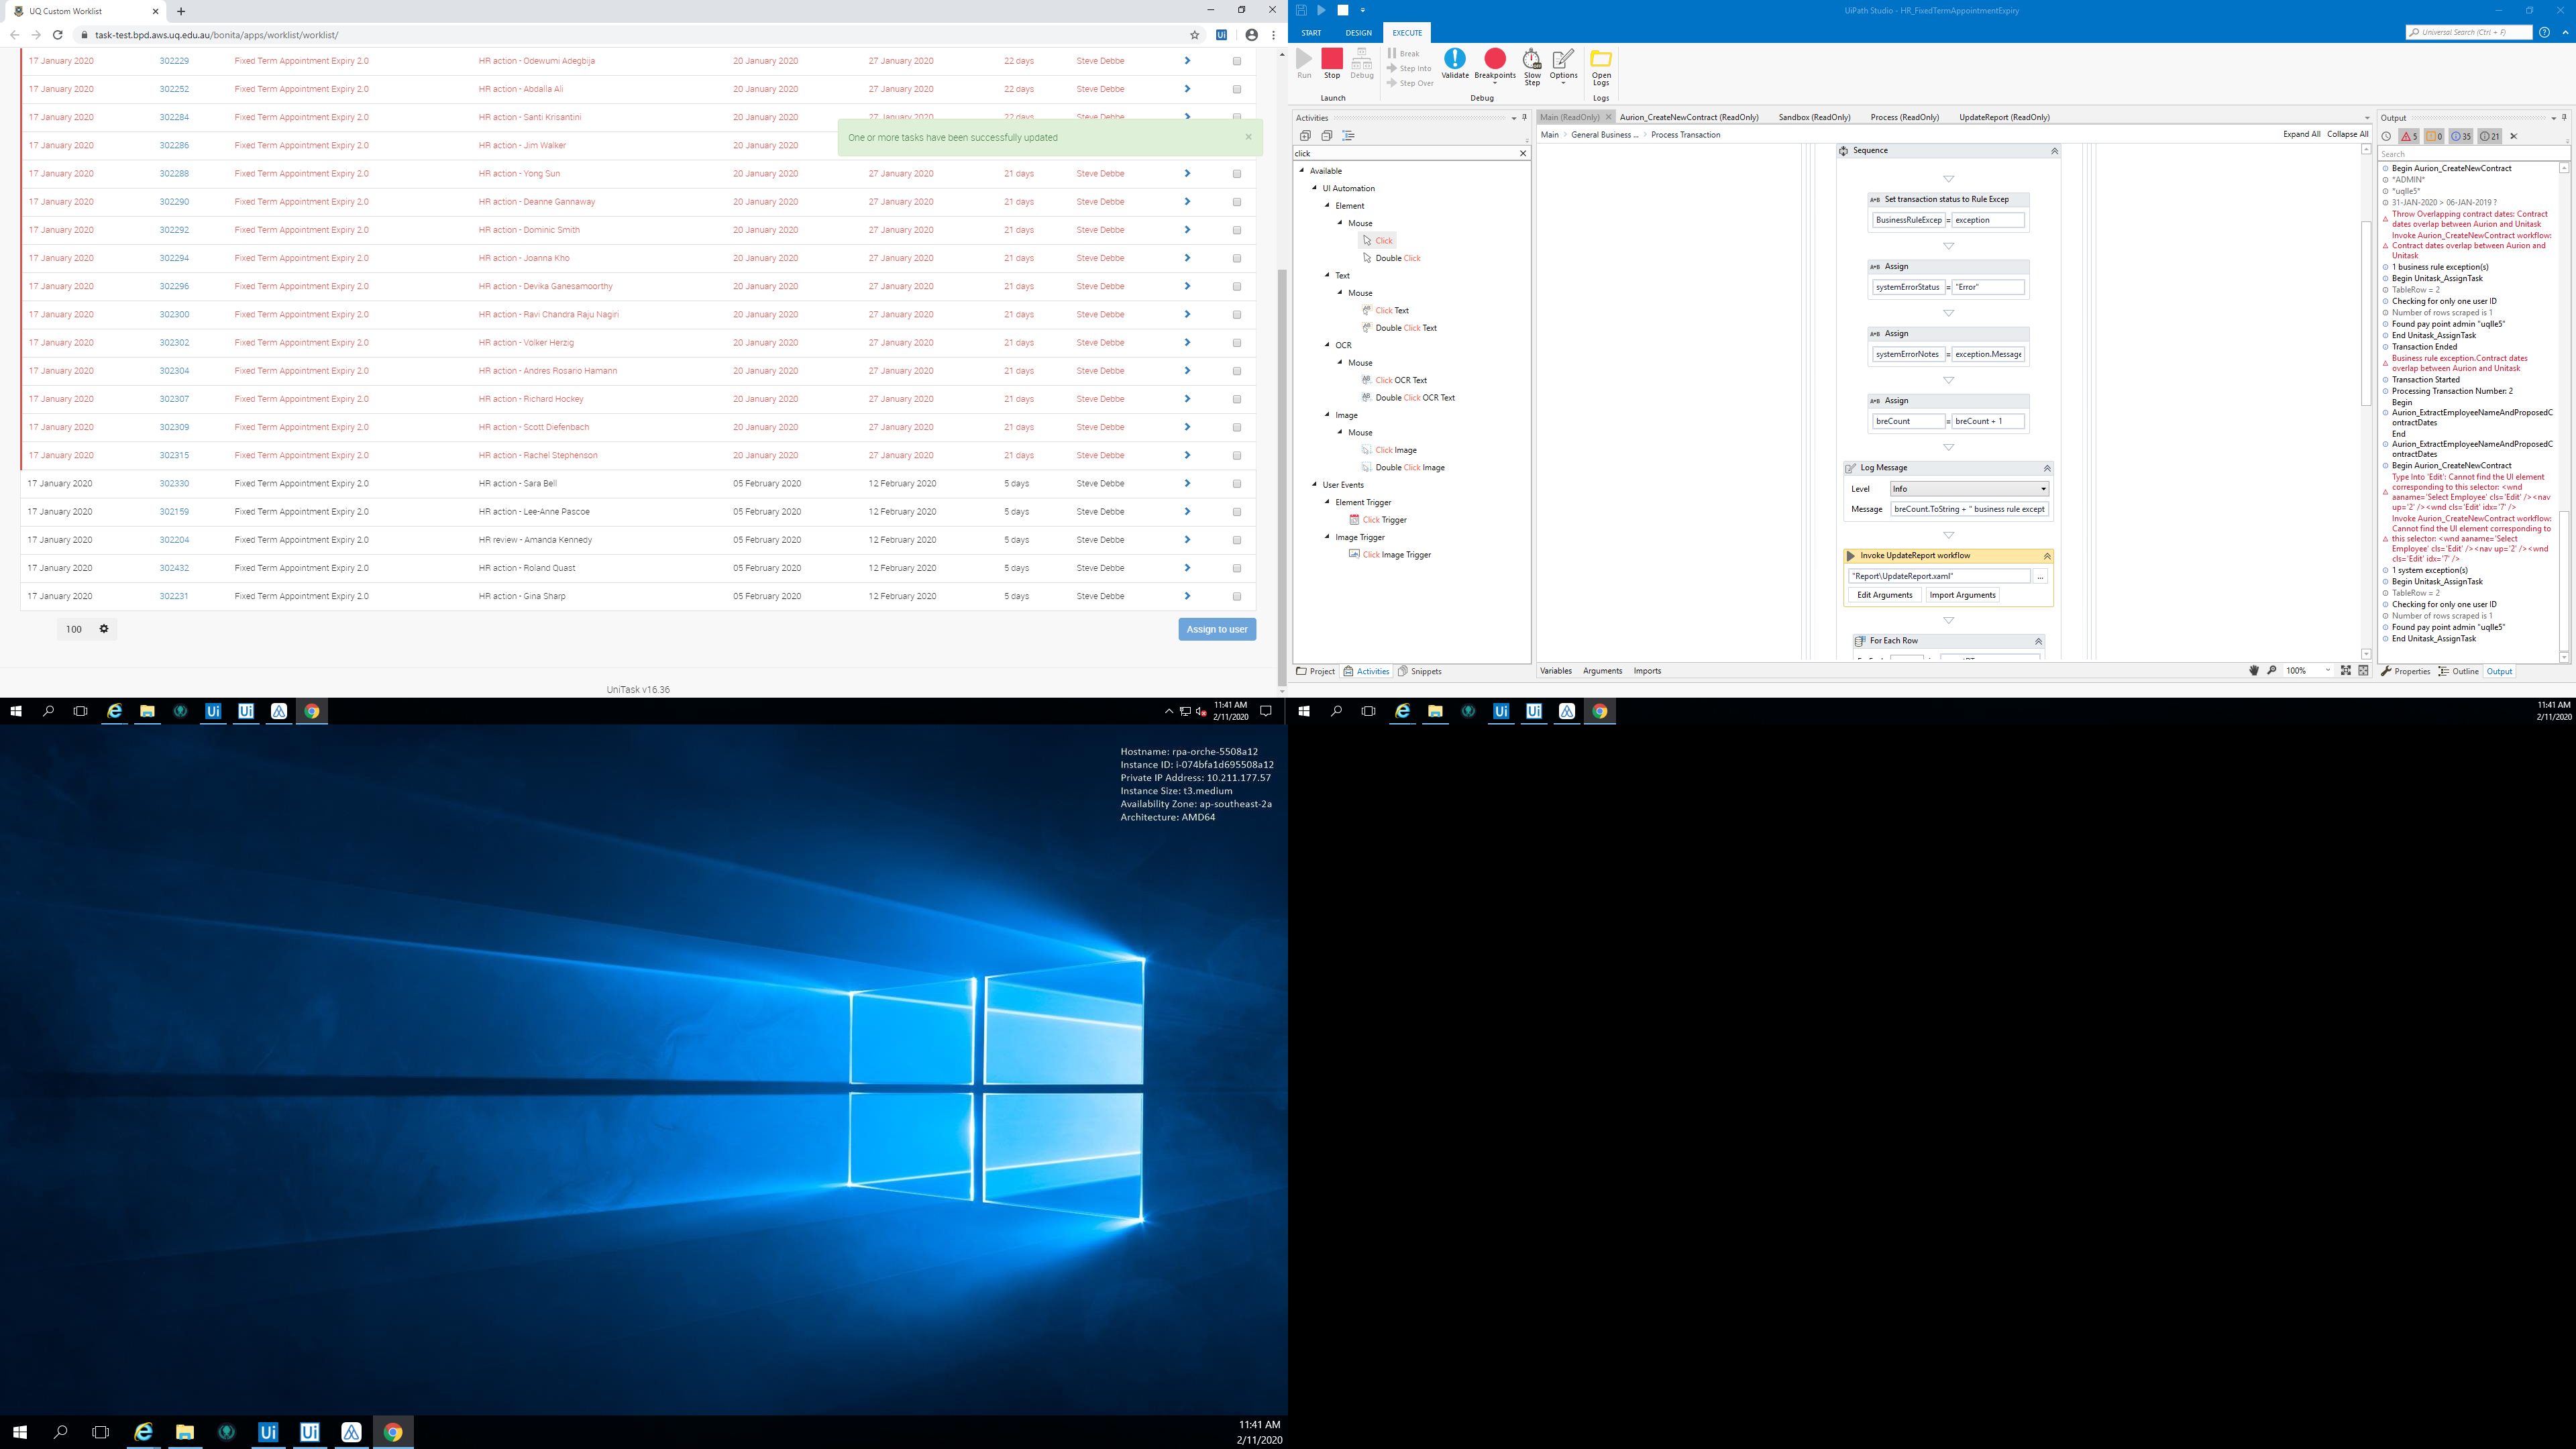 UQ Custom Worklist
task-test.bpd.aws.uq.edu.au/bonita/apps/worklist/worklist/
17 January 2020 302229 Fixed Term Appointment Expiry 2.0 HR action - Odewumi Adegbija 20 January 2020 27 January 2020 22 days Steve Debbe
17 January 2020 302252 Fixed Term Appointment Expiry 2.0 HR action - Abdalla Ali 20 January 2020 27 January 2020 22 days Steve Debbe
17 January 2020 302284 Fixed Term Appointment Expiry 2.0 HR action - Santi Krisantini 20 January 2020 27 January 2020 22 days Steve Debbe
One or more tasks have been successfully updated ×
17 January 2020 302286 Fixed Term Appointment Expiry 2.0 HR action - Jim Walker 20 January 2020
17 January 2020 302288 Fixed Term Appointment Expiry 2.0 HR action - Yong Sun 20 January 2020 27 January 2020 21 days Steve Debbe
17 January 2020 302290 Fixed Term Appointment Expiry 2.0 HR action - Deanne Gannaway 20 January 2020 27 January 2020 21 days Steve Debbe
17 January 2020 302292 Fixed Term Appointment Expiry 2.0 HR action - Dominic Smith 20 January 2020 27 January 2020 21 days Steve Debbe
17 January 2020 302294 Fixed Term Appointment Expiry 2.0 HR action - Joanna Kho 20 January 2020 27 January 2020 21 days Steve Debbe
17 January 2020 302296 Fixed Term Appointment Expiry 2.0 HR action - Devika Ganesamoorthy 20 January 2020 27 January 2020 21 days Steve Debbe
17 January 2020 302300 Fixed Term Appointment Expiry 2.0 HR action - Ravi Chandra Raju Nagiri 20 January 2020 27 January 2020 21 days Steve Debbe
17 January 2020 302302 Fixed Term Appointment Expiry 2.0 HR action - Volker Herzig 20 January 2020 27 January 2020 21 days Steve Debbe
17 January 2020 302304 Fixed Term Appointment Expiry 2.0 HR action - Andres Rosario Hamann 20 January 2020 27 January 2020 21 days Steve Debbe
17 January 2020 302307 Fixed Term Appointment Expiry 2.0 HR action - Richard Hockey 20 January 2020 27 January 2020 21 days Steve Debbe
17 January 2020 302309 Fixed Term Appointment Expiry 2.0 HR action - Scott Diefenbach 20 January 2020 27 January 2020 21 days Steve Debbe
17 January 2020 302315 Fixed Term Appointment Expiry 2.0 HR action - Rachel Stephenson 20 January 2020 27 January 2020 21 days Steve Debbe
17 January 2020 302330 Fixed Term Appointment Expiry 2.0 HR action - Sara Bell 05 February 2020 12 February 2020 5 days Steve Debbe
17 January 2020 302159 Fixed Term Appointment Expiry 2.0 HR action - Lee-Anne Pascoe 05 February 2020 12 February 2020 5 days Steve Debbe
17 January 2020 302204 Fixed Term Appointment Expiry 2.0 HR review - Amanda Kennedy 05 February 2020 12 February 2020 5 days Steve Debbe
17 January 2020 302432 Fixed Term Appointment Expiry 2.0 HR action - Roland Quast 05 February 2020 12 February 2020 5 days Steve Debbe
17 January 2020 302231 Fixed Term Appointment Expiry 2.0 HR action - Gina Sharp 05 February 2020 12 February 2020 5 days Steve Debbe
100 Assign to user
UniTask v16.36
11:41 AM
2/11/2020
UiPath Studio - HR_FixedTermAppointmentExpiry
START DESIGN EXECUTE
Universal Search (Ctrl + F)
Run Stop Debug
Break
Step Into
Step Over
Validate Breakpoints Slow Step Options Open Logs
Launch Debug Logs
Activities
click
Available
UI Automation
Element
Mouse
Click
Double Click
Text
Mouse
Click Text
Double Click Text
OCR
Mouse
Click OCR Text
Double Click OCR Text
Image
Mouse
Click Image
Double Click Image
User Events
Element Trigger
Click Trigger
Image Trigger
Click Image Trigger
Project Activities Snippets
Main (ReadOnly) Aurion_CreateNewContract (ReadOnly) Sandbox (ReadOnly) Process (ReadOnly) UpdateReport (ReadOnly)
Main > General Business ... > Process Transaction Expand All Collapse All
Sequence
A+B Set transaction status to Rule Excep
BusinessRuleExcep = exception
A+B Assign
systemErrorStatus = "Error"
A+B Assign
systemErrorNotes = exception.Message
A+B Assign
breCount = breCount + 1
Log Message
Level Info
Message breCount.ToString + " business rule except
Invoke UpdateReport workflow
"Report\UpdateReport.xaml" ...
Edit Arguments Import Arguments
For Each Row
Variables Arguments Imports 100%
Output
5 0 35 21
Search
Begin Aurion_CreateNewContract
"ADMIN"
"uqlle5"
31-JAN-2020 > 06-JAN-2019 ?
Throw Overlapping contract dates: Contract
dates overlap between Aurion and Unitask
Invoke Aurion_CreateNewContract workflow:
Contract dates overlap between Aurion and
Unitask
1 business rule exception(s)
Begin Unitask_AssignTask
TableRow = 2
Checking for only one user ID
Number of rows scraped is 1
Found pay point admin "uqlle5"
End Unitask_AssignTask
Transaction Ended
Business rule exception.Contract dates
overlap between Aurion and Unitask
Transaction Started
Processing Transaction Number: 2
Begin
Aurion_ExtractEmployeeNameAndProposedC
ontractDates
End
Aurion_ExtractEmployeeNameAndProposedC
ontractDates
Begin Aurion_CreateNewContract
Type Into 'Edit': Cannot find the UI element
corresponding to this selector: <wnd
aaname='Select Employee' cls='Edit' /><nav
up='2' /><wnd cls='Edit' idx='7' />
Invoke Aurion_CreateNewContract workflow:
Cannot find the UI element corresponding to
this selector: <wnd aaname='Select
Employee' cls='Edit' /><nav up='2' /><wnd
cls='Edit' idx='7' />
1 system exception(s)
Begin Unitask_AssignTask
TableRow = 2
Checking for only one user ID
Number of rows scraped is 1
Found pay point admin "uqlle5"
End Unitask_AssignTask
Properties Outline Output
11:41 AM
2/11/2020
Hostname: rpa-orche-5508a12
Instance ID: i-074bfa1d695508a12
Private IP Address: 10.211.177.57
Instance Size: t3.medium
Availability Zone: ap-southeast-2a
Architecture: AMD64
11:41 AM
2/11/2020